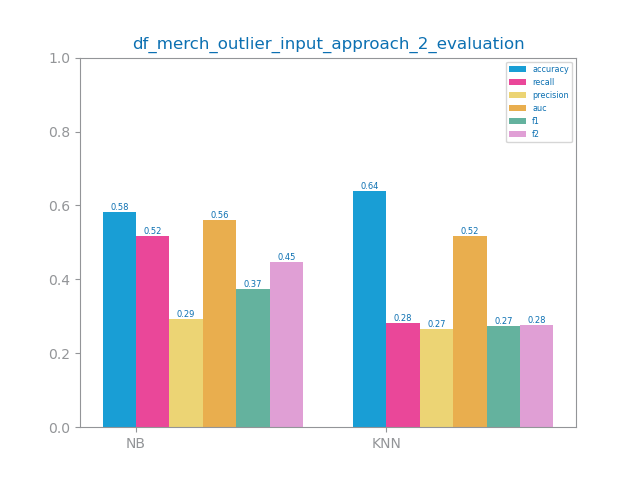 df_merch_outlier_input_approach_2_evaluation
1.0
0.8
0.6
0.4
0.2
0.0
accuracy
recall
precision
auc
f1
f2
0.58
0.52
0.29
0.56
0.37
0.45
0.64
0.28
0.27
0.52
0.27
0.28
NB
KNN